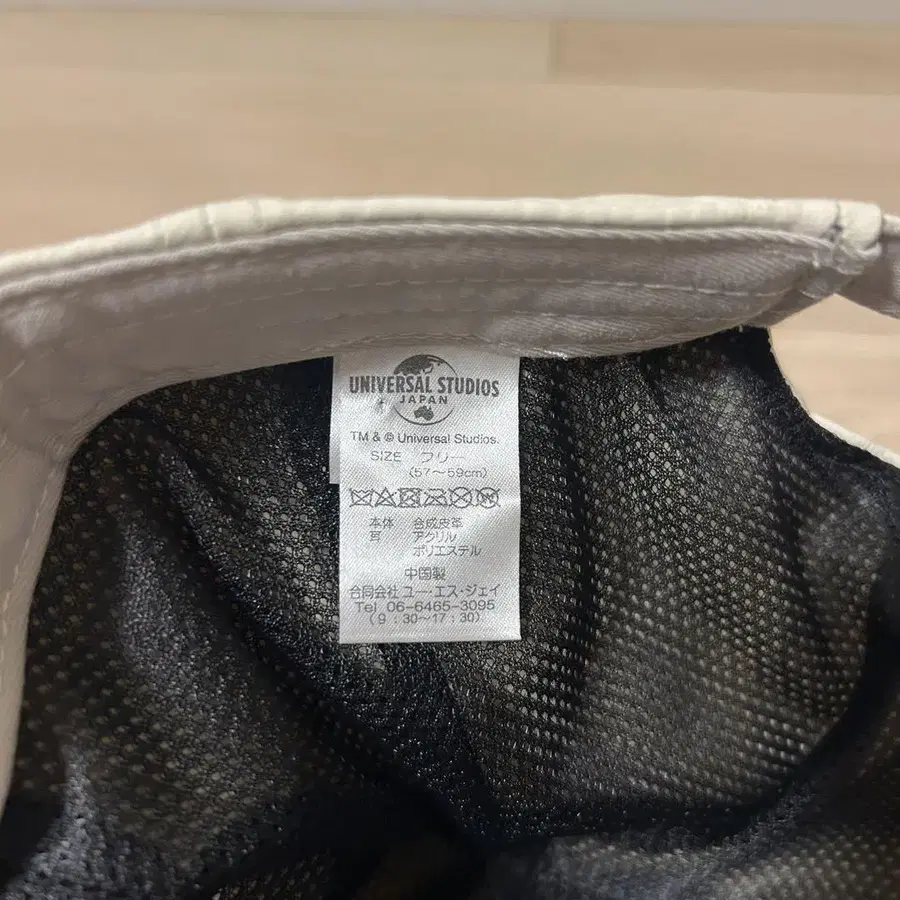 UNIVERSAL STUDIOS
JAPAN
TM & © Universal Studios.
SIZE フリー
(57～59cm)
本体 合成皮革
耳 アクリル
ポリエステル
中国製
合同会社 ユー・エス・ジェイ
Tel 06-6465-3095
(9:30～17:30)